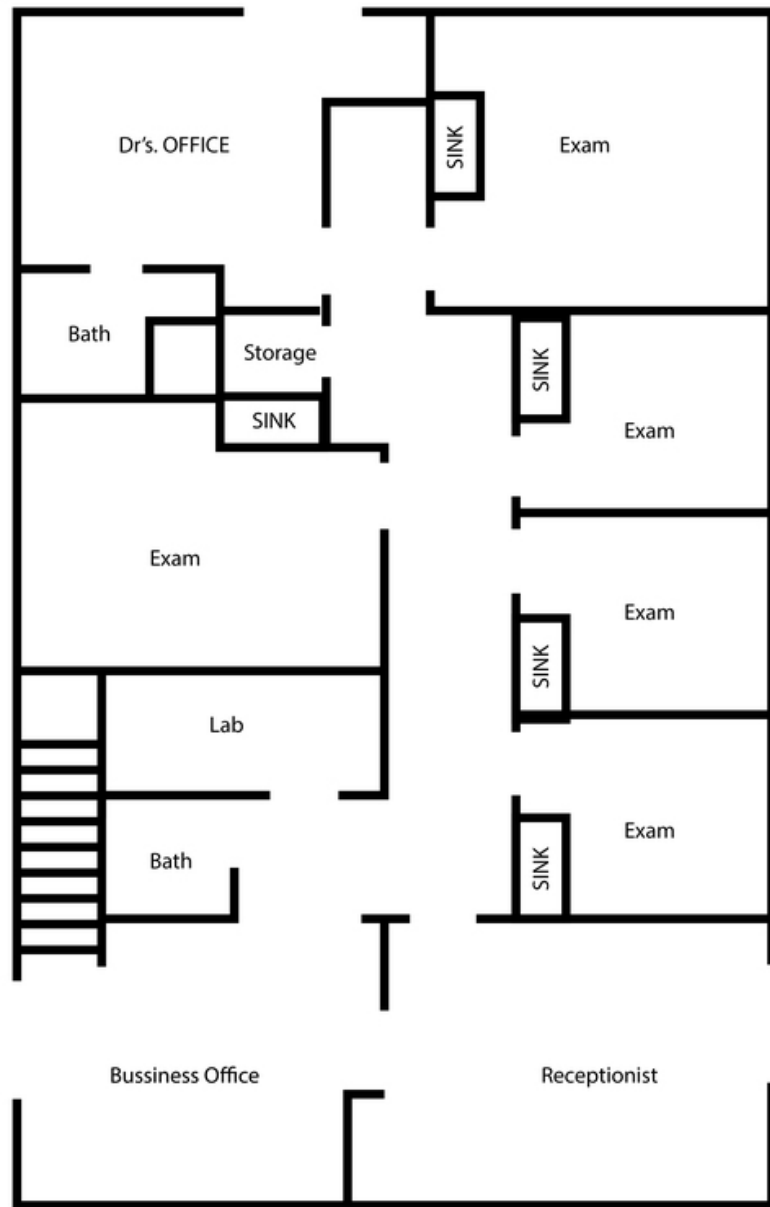 Dr's. OFFICE
SINK
Exam
Bath
Storage
SINK
SINK
Exam
Exam
Exam
SINK
Lab
Bath
SINK
Exam
Bussiness Office
Receptionist